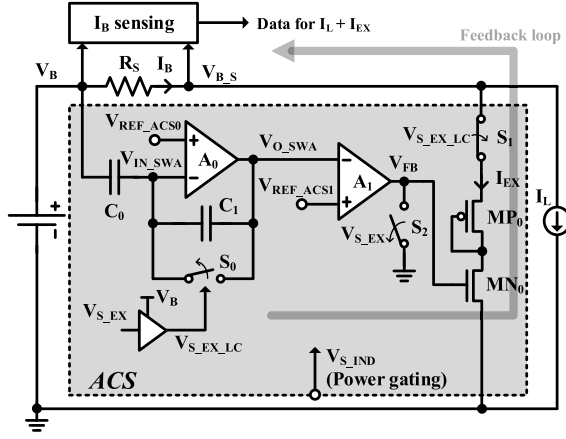 I_B sensing
Data for I_L + I_EX
Feedback loop
V_B
R_S
I_B
V_B_S
V_REF_ACS0
V_IN_SWA
A_0
V_O_SWA
V_S_EX_LC
S_1
C_0
C_1
V_REF_ACS1
A_1
V_FB
I_EX
I_L
MP_0
S_0
V_S_EX
S_2
MN_0
V_S_EX
V_B
V_S_EX_LC
ACS
V_S_IND
(Power gating)